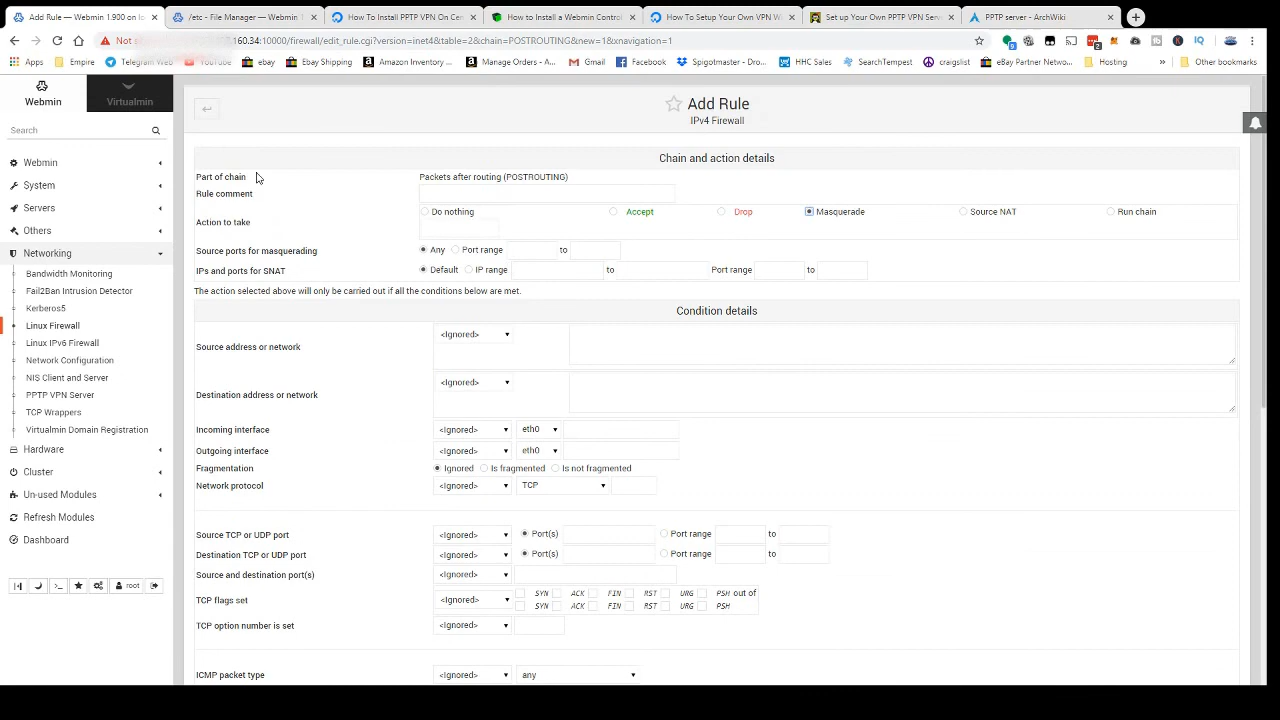 Add Rule — Webmin 1.900 on lo
/etc - File Manager — Webmin 1
How To Install PPTP VPN On Cen
How to Install a Webmin Control
How To Setup Your Own VPN W
Set up Your Own PPTP VPN Serv
PPTP server - ArchWiki
Not s 160.34:10000/firewall/edit_rule.cgi?version=inet4&table=2&chain=POSTROUTING&new=1&xnavigation=1
Apps Empire Telegram Web YouTube ebay Ebay Shipping Amazon Inventory ... Manage Orders - Am... Gmail Facebook Spigotmaster - Dro... HHC Sales SearchTempest craigslist eBay Partner Netwo... Hosting » Other bookmarks
Webmin
Virtualmin
Search
Webmin
System
Servers
Others
Networking
Bandwidth Monitoring
Fail2Ban Intrusion Detector
Kerberos5
Linux Firewall
Linux IPv6 Firewall
Network Configuration
NIS Client and Server
PPTP VPN Server
TCP Wrappers
Virtualmin Domain Registration
Hardware
Cluster
Un-used Modules
Refresh Modules
Dashboard
root
Add Rule
IPv4 Firewall
Chain and action details
Part of chain Packets after routing (POSTROUTING)
Rule comment
Action to take Do nothing Accept Drop Masquerade Source NAT Run chain
Source ports for masquerading Any Port range to
IPs and ports for SNAT Default IP range to Port range to
The action selected above will only be carried out if all the conditions below are met.
Condition details
Source address or network <Ignored>
Destination address or network <Ignored>
Incoming interface <Ignored> eth0
Outgoing interface <Ignored> eth0
Fragmentation Ignored Is fragmented Is not fragmented
Network protocol <Ignored> TCP
Source TCP or UDP port <Ignored> Port(s) Port range to
Destination TCP or UDP port <Ignored> Port(s) Port range to
Source and destination port(s) <Ignored>
TCP flags set <Ignored> SYN ACK FIN RST URG PSH out of
SYN ACK FIN RST URG PSH
TCP option number is set <Ignored>
ICMP packet type <Ignored> any